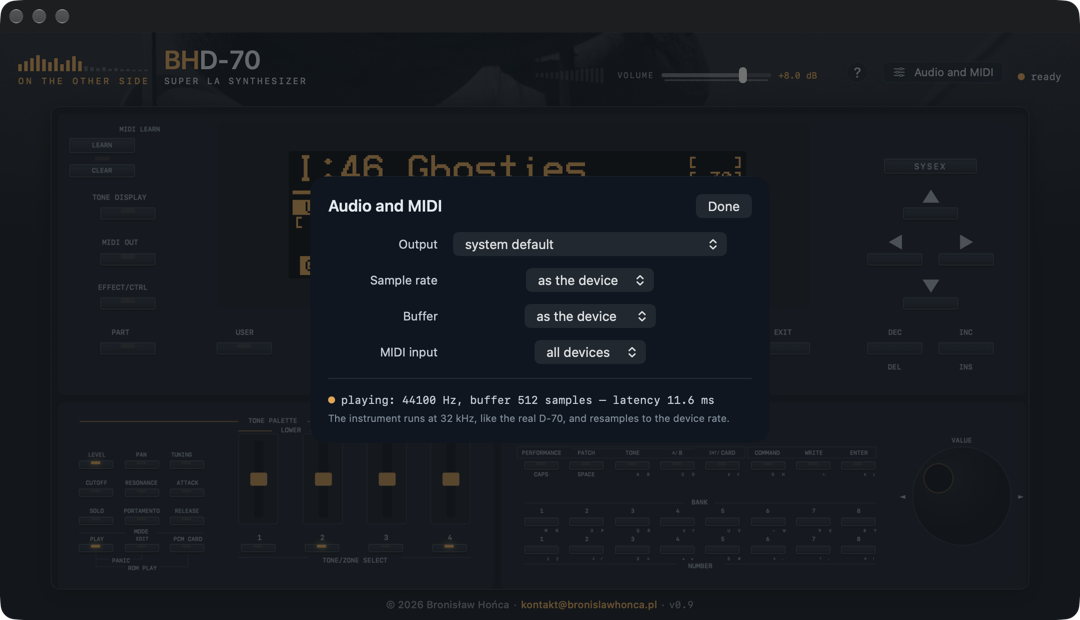 BHD-70
ON THE OTHER SIDE
SUPER LA SYNTHESIZER
VOLUME
+8.0 dB
?
Audio and MIDI
ready
MIDI LEARN
LEARN
CLEAR
TONE DISPLAY
MIDI OUT
EFFECT/CTRL
PART
USER
I:46 Ghosties
Audio and MIDI
Done
Output
system default
Sample rate
as the device
Buffer
as the device
MIDI input
all devices
playing: 44100 Hz, buffer 512 samples — latency 11.6 ms
The instrument runs at 32 kHz, like the real D-70, and resamples to the device rate.
SYSEX
EXIT
DEC
INC
DEL
INS
TONE PALETTE
LOWER
LEVEL
PAN
TUNING
CUTOFF
RESONANCE
ATTACK
SOLO
PORTAMENTO
RELEASE
MODE
PLAY
EDIT
PCM CARD
PANIC
ROM PLAY
1
2
3
4
TONE/ZONE SELECT
PERFORMANCE
PATCH
TONE
A/B
INT/CARD
COMMAND
WRITE
ENTER
CAPS
SPACE
BANK
1 2 3 4 5 6 7 8
1 2 3 4 5 6 7 8
NUMBER
VALUE
© 2026 Bronisław Hońca · kontakt@bronislawhonca.pl · v0.9